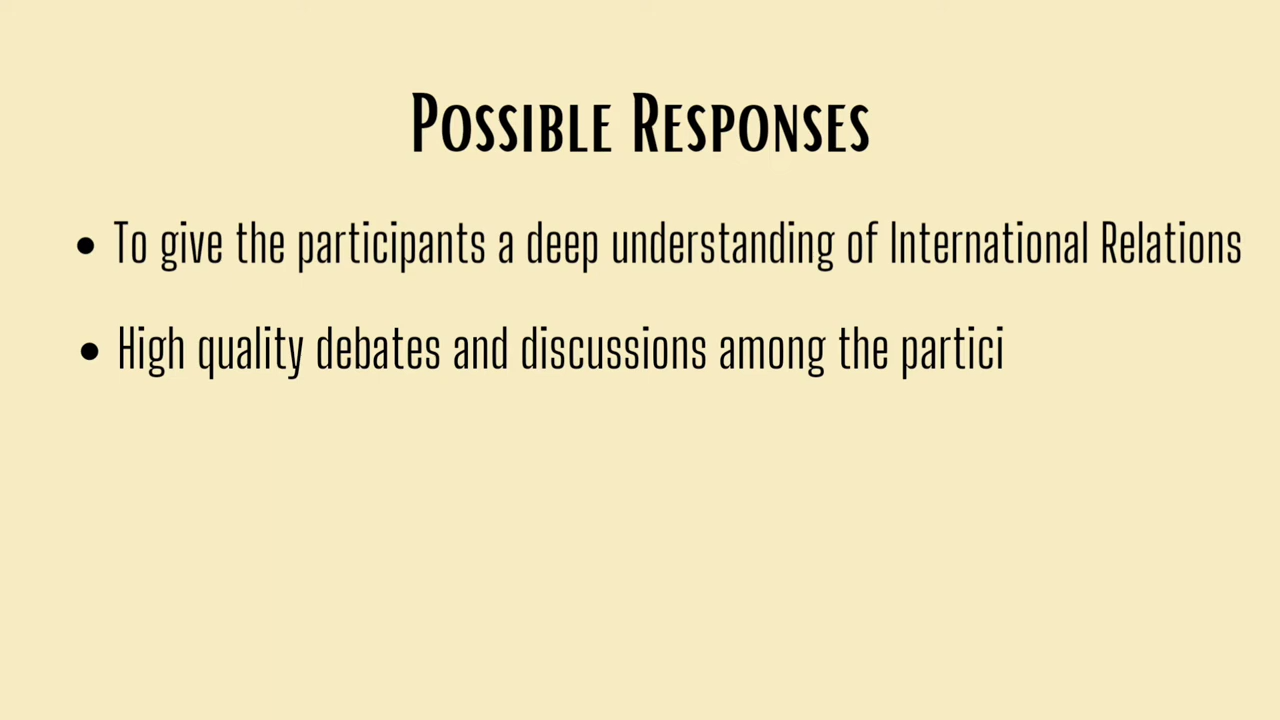 Possible Responses
• To give the participants a deep understanding of International Relations
• High quality debates and discussions among the partici